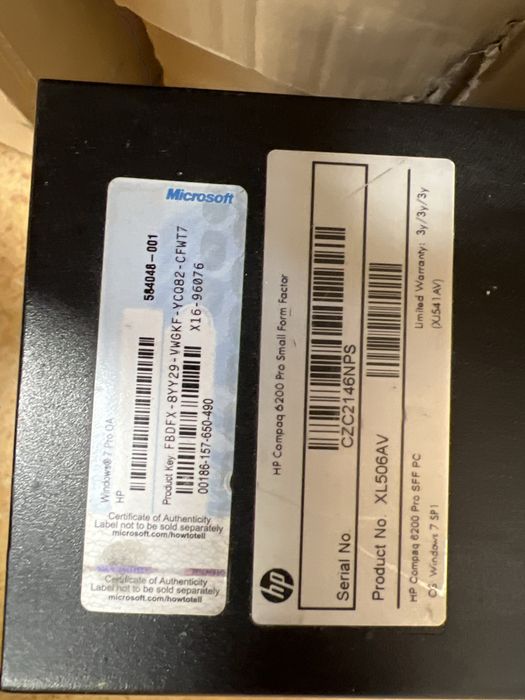 Microsoft
Windows® 7 Pro OA
HP
584048-001
Product Key: FBDFX-8YY29-VWGKF-YCQ82-CFWT7
X16-96076
00186-157-650-490
Certificate of Authenticity
Label not to be sold separately
microsoft.com/howtotell
Certificate of Authenticity
Label not to be sold separately
microsoft.com/howtotell
hp
HP Compaq 6200 Pro Small Form Factor
Serial No.
CZC2146NPS
Product No. XL506AV
HP Compaq 6200 Pro SFF PC
Limited Warranty: 3y/3y/3y
OS Windows 7 SP1
(XU541AV)